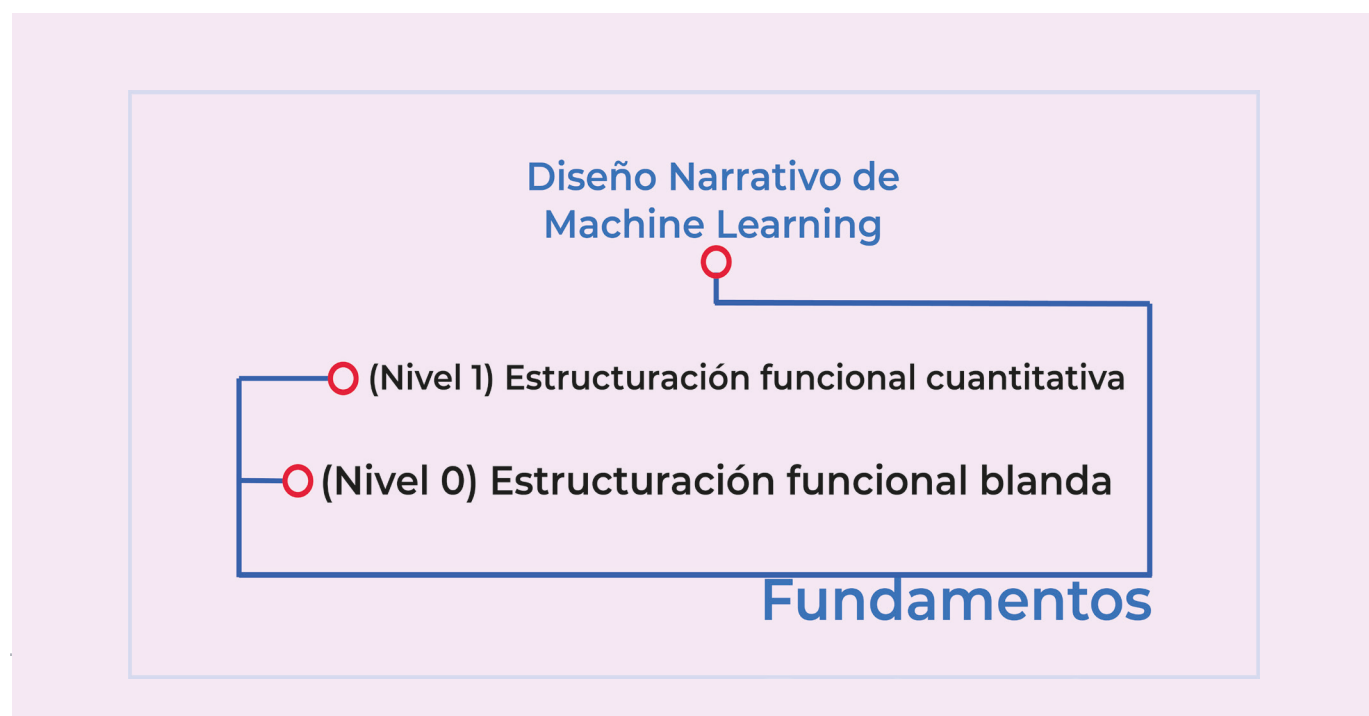 Diseño Narrativo de
Machine Learning
(Nivel 1) Estructuración funcional cuantitativa
(Nivel 0) Estructuración funcional blanda
Fundamentos